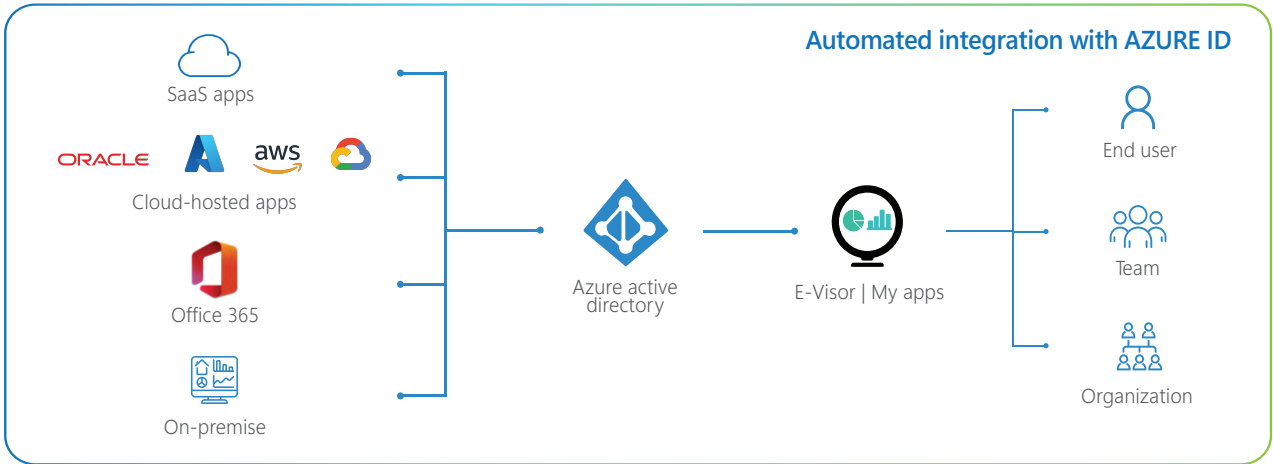 Automated integration with AZURE ID
SaaS apps
ORACLE
aws
Cloud-hosted apps
Office 365
On-premise
Azure active
directory
E-Visor | My apps
End user
Team
Organization